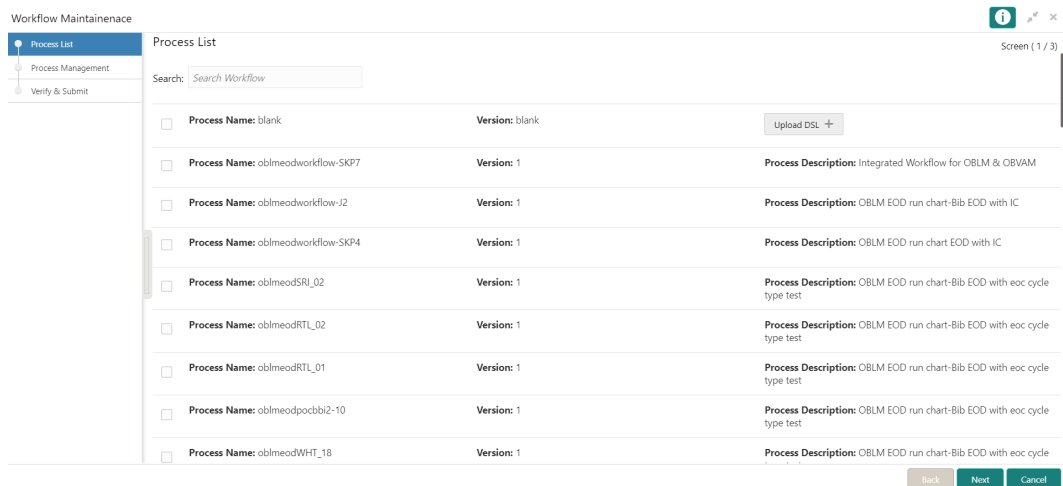 Workflow Maintainenace
Process List
Process Management
Verify & Submit
Process List
Screen ( 1 / 3)
Search: Search Workflow
Process Name: blank Version: blank Upload DSL +
Process Name: oblmeodworkflow-SKP7 Version: 1 Process Description: Integrated Workflow for OBLM & OBVAM
Process Name: oblmeodworkflow-J2 Version: 1 Process Description: OBLM EOD run chart-Bib EOD with IC
Process Name: oblmeodworkflow-SKP4 Version: 1 Process Description: OBLM EOD run chart EOD with IC
Process Name: oblmeodSRI_02 Version: 1 Process Description: OBLM EOD run chart-Bib EOD with eoc cycle
type test
Process Name: oblmeodRTL_02 Version: 1 Process Description: OBLM EOD run chart-Bib EOD with eoc cycle
type test
Process Name: oblmeodRTL_01 Version: 1 Process Description: OBLM EOD run chart-Bib EOD with eoc cycle
type test
Process Name: oblmeodpocbbi2-10 Version: 1 Process Description: OBLM EOD run chart-Bib EOD with eoc cycle
type test
Process Name: oblmeodWHT_18 Version: 1 Process Description: OBLM EOD run chart-Bib EOD with eoc cycle
Back Next Cancel